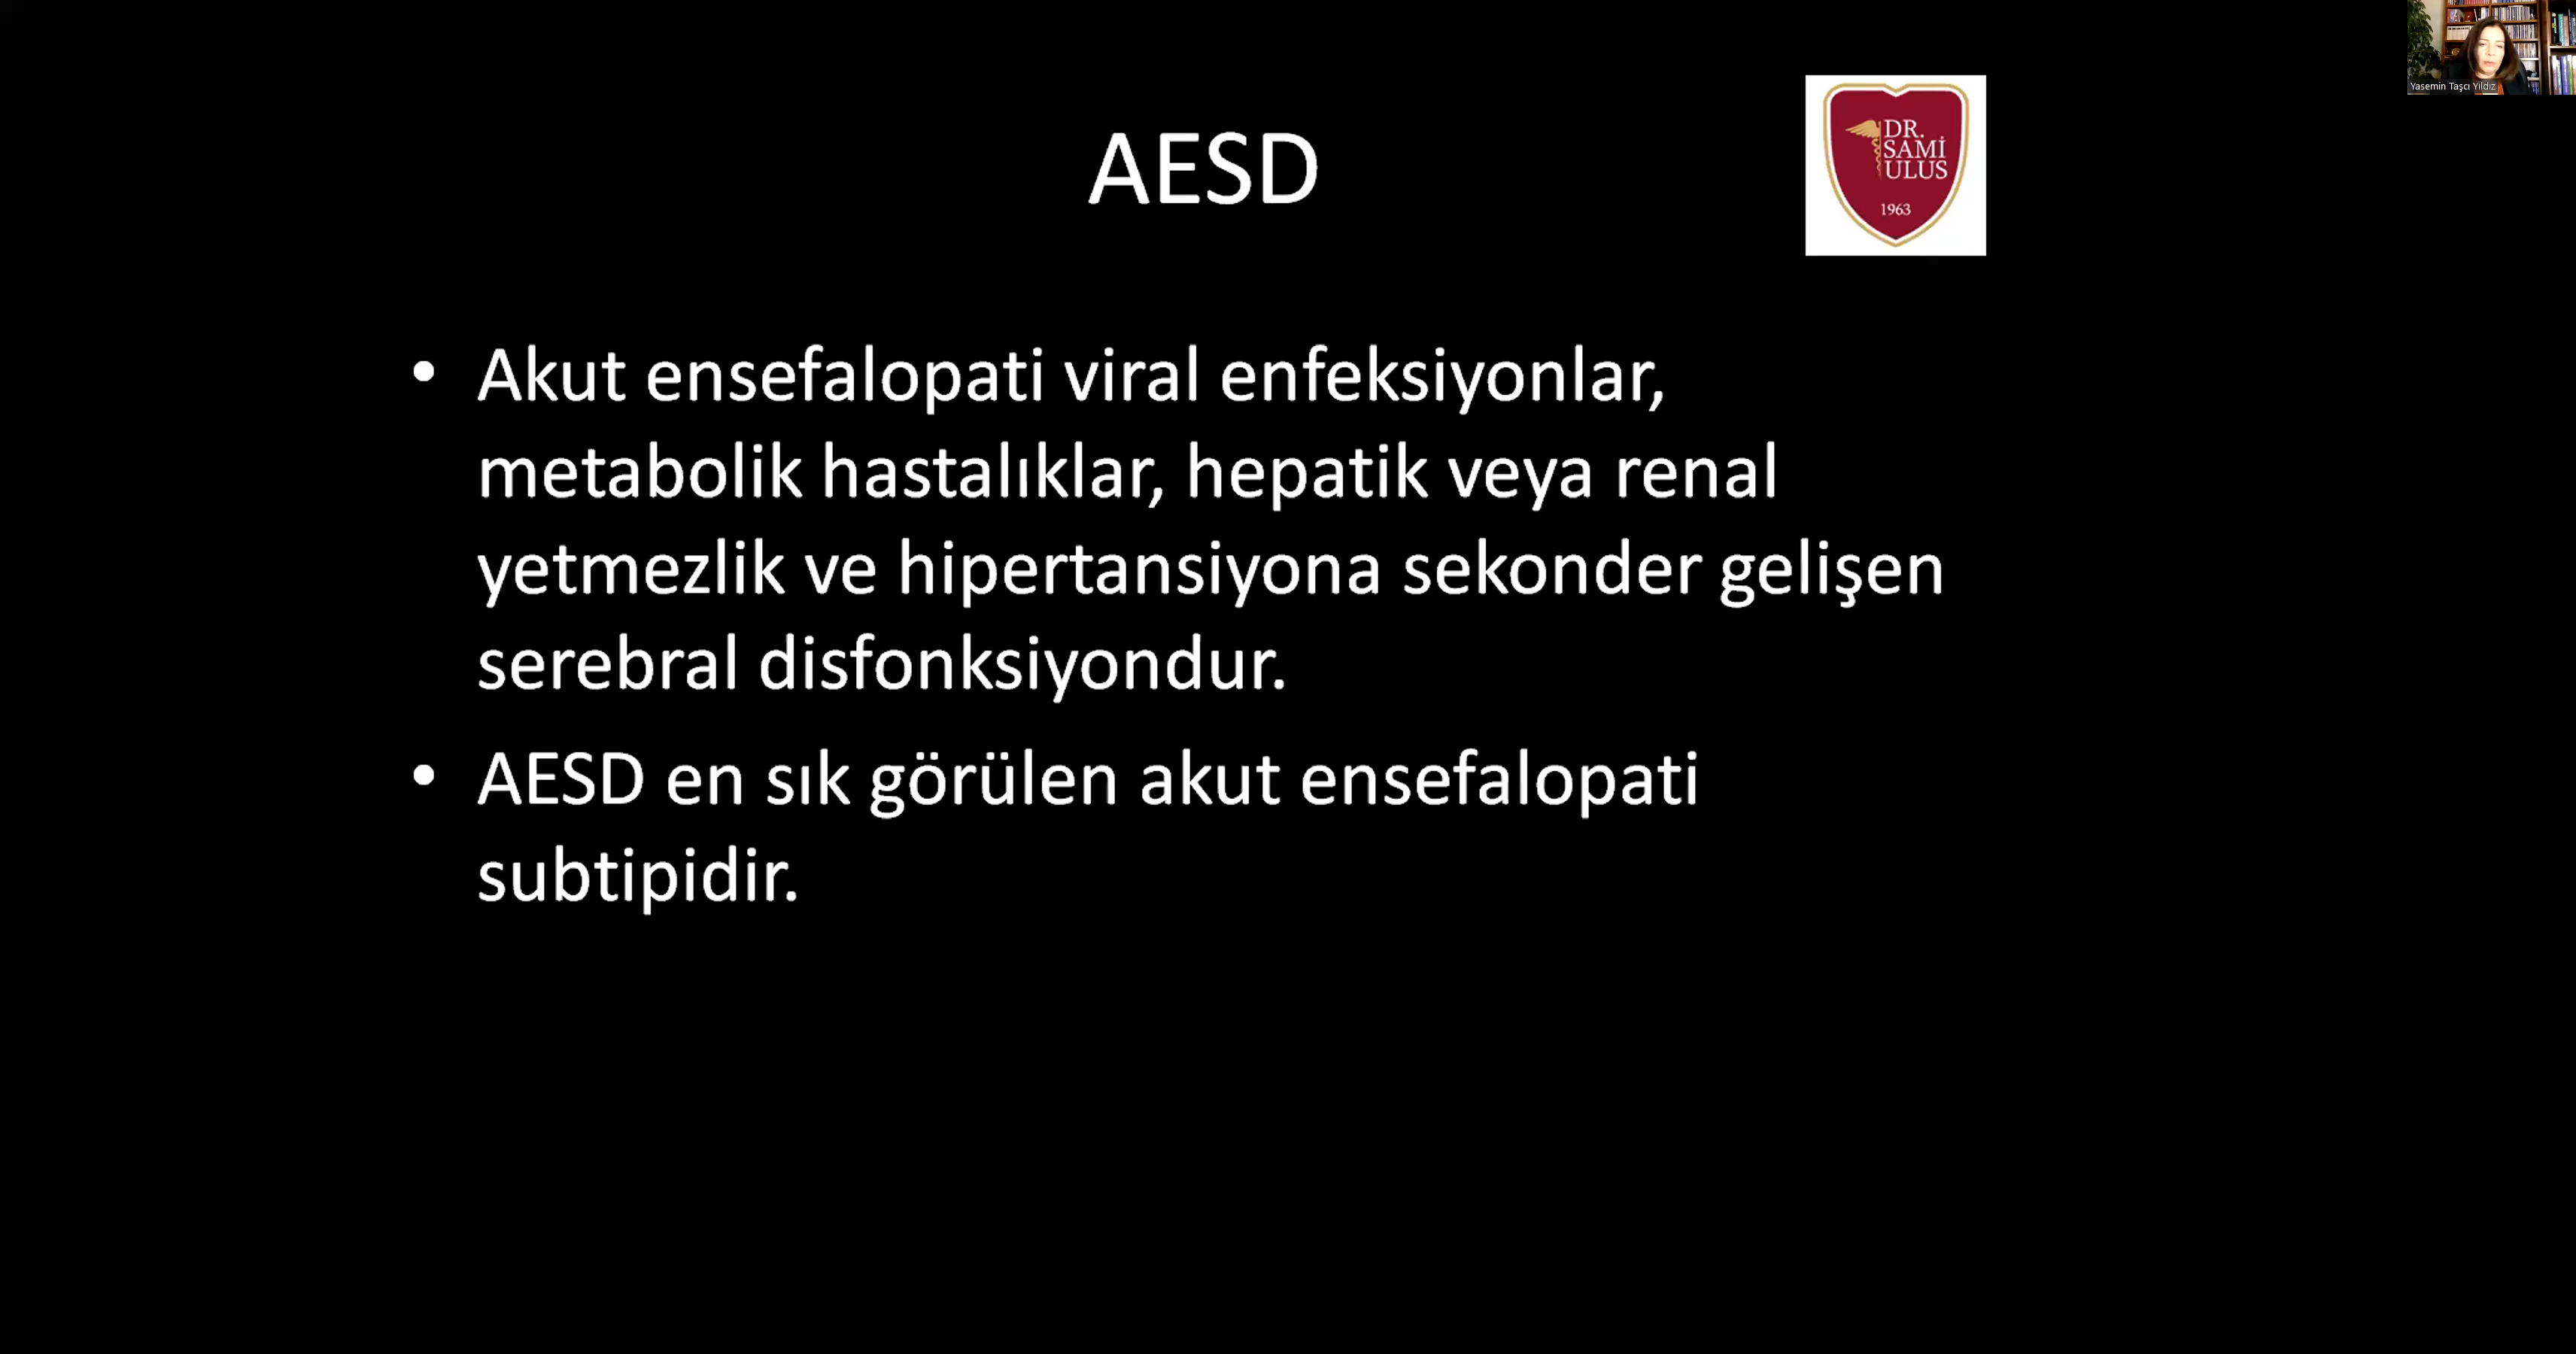 Yasemin Taşcı Yıldız
AESD
DR.
SAMİ
ULUS
1963
• Akut ensefalopati viral enfeksiyonlar,
metabolik hastalıklar, hepatik veya renal
yetmezlik ve hipertansiyona sekonder gelişen
serebral disfonksiyondur.
• AESD en sık görülen akut ensefalopati
subtipidir.